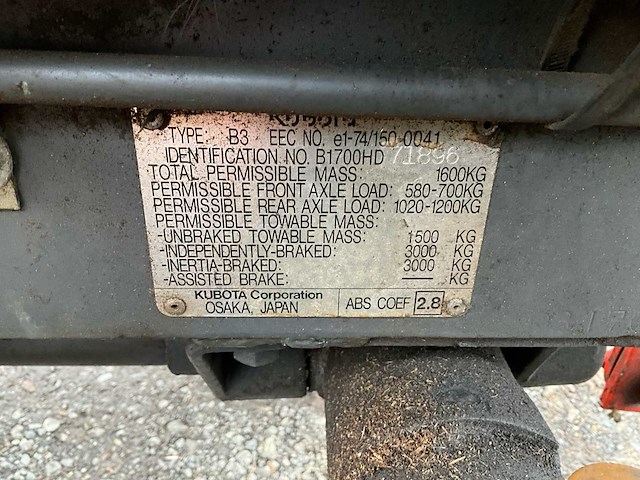 Kubota
TYPE: B3 EEC NO. e1-74/150-0041
IDENTIFICATION NO. B1700HD 71896
TOTAL PERMISSIBLE MASS: 1600KG
PERMISSIBLE FRONT AXLE LOAD: 580-700KG
PERMISSIBLE REAR AXLE LOAD: 1020-1200KG
PERMISSIBLE TOWABLE MASS:
-UNBRAKED TOWABLE MASS: 1500 KG
-INDEPENDENTLY-BRAKED: 3000 KG
-INERTIA-BRAKED: 3000 KG
-ASSISTED BRAKE: — KG
KUBOTA Corporation
OSAKA, JAPAN
ABS COEF 2.8